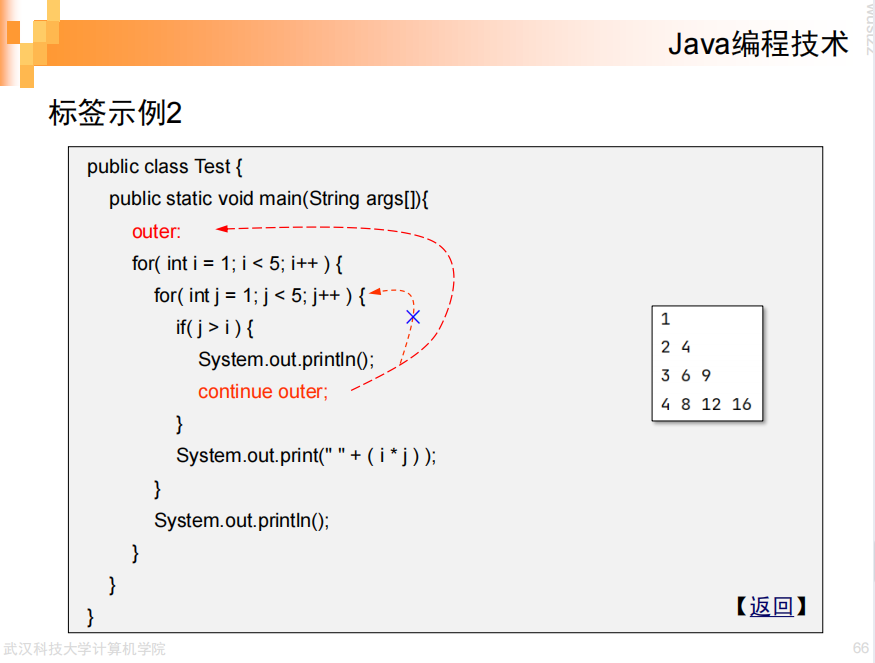 Java编程技术
标签示例2
public class Test {
public static void main(String args[]){
outer:
for( int i = 1; i < 5; i++ ) {
for( int j = 1; j < 5; j++ ) {
if( j > i ) {
System.out.println();
continue outer;
}
System.out.print(" " + ( i * j ) );
}
System.out.println();
}
}
}
1
2 4
3 6 9
4 8 12 16
【返回】
武汉科技大学计算机学院
66